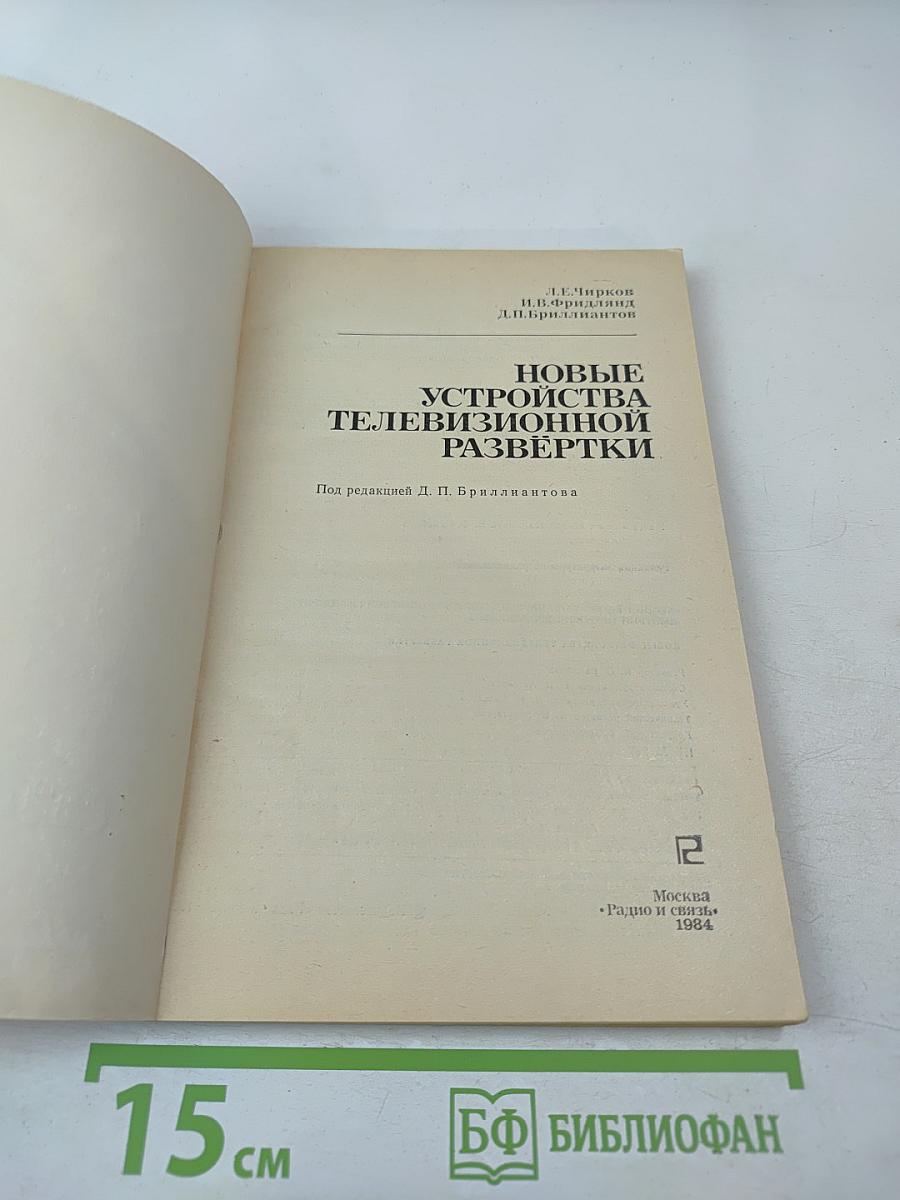 Л.Е.Чирков
И.В.Фридлянд
Д.П.Бриллиантов
НОВЫЕ
УСТРОЙСТВА
ТЕЛЕВИЗИОННОЙ
РАЗВЁРТКИ
Под редакцией Д. П. Бриллиантова
Москва
«Радио и связь»
1984
15 см
БФ БИБЛИОФАН